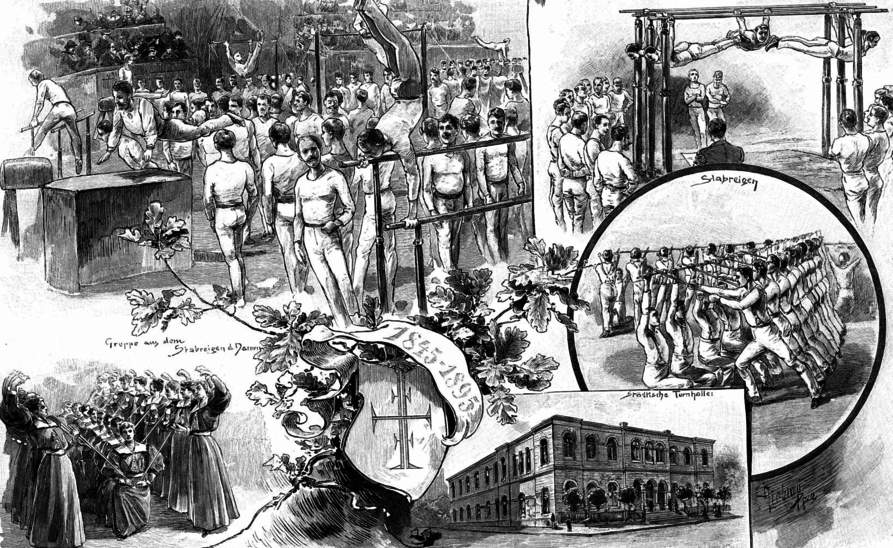 Stabreigen
Gruppe aus dem
Stabreigen d. Damen
1845-1895
Städtische Turnhalle